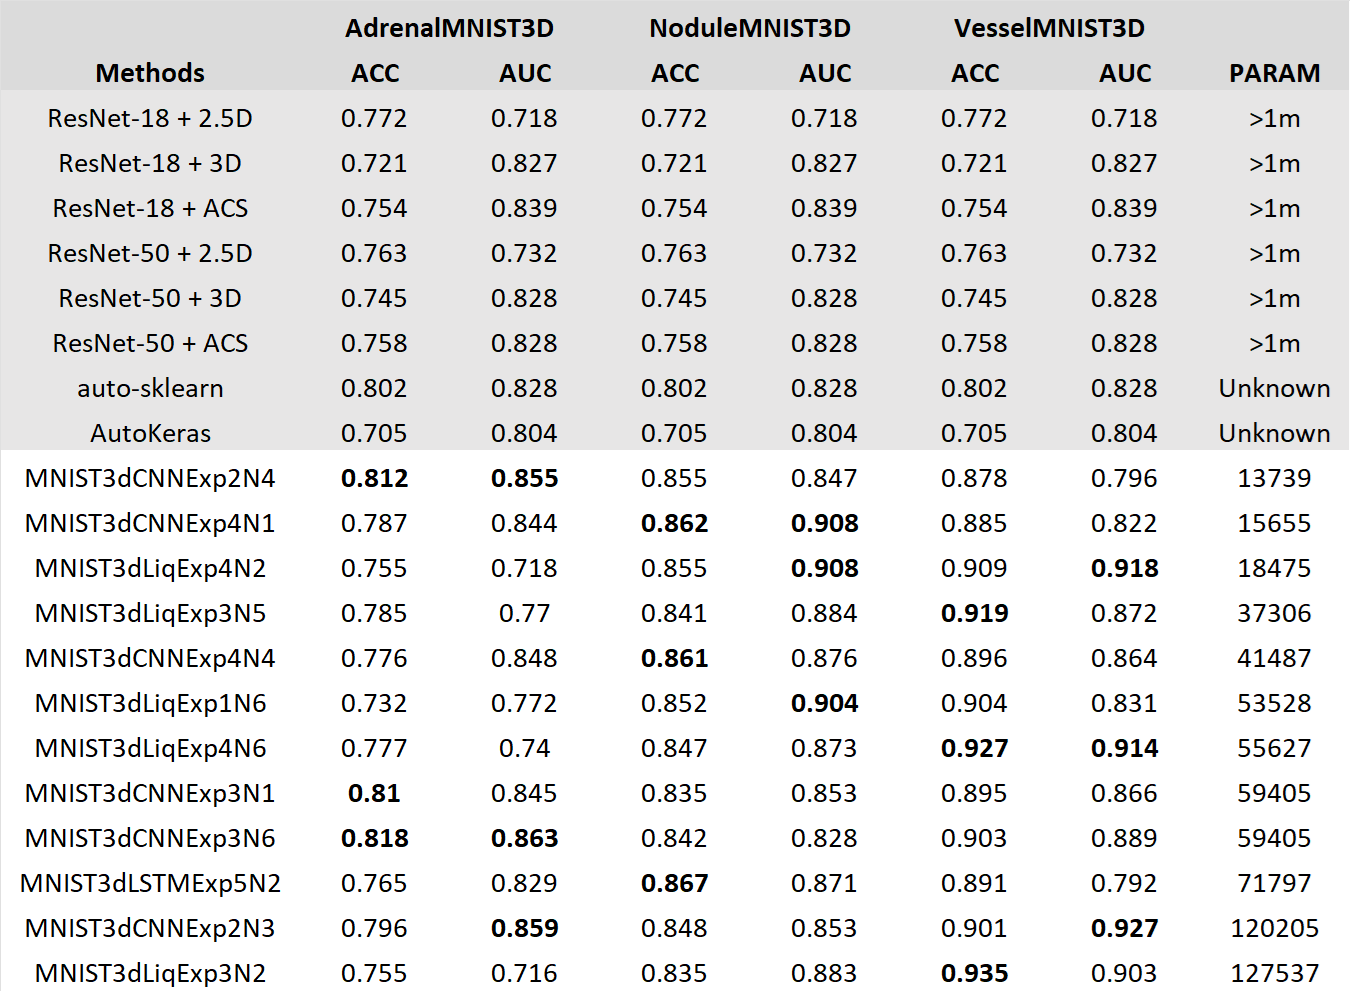 AdrenalMNIST3D NoduleMNIST3D VesselMNIST3D
Methods ACC AUC ACC AUC ACC AUC PARAM
ResNet-18 + 2.5D 0.772 0.718 0.772 0.718 0.772 0.718 >1m
ResNet-18 + 3D 0.721 0.827 0.721 0.827 0.721 0.827 >1m
ResNet-18 + ACS 0.754 0.839 0.754 0.839 0.754 0.839 >1m
ResNet-50 + 2.5D 0.763 0.732 0.763 0.732 0.763 0.732 >1m
ResNet-50 + 3D 0.745 0.828 0.745 0.828 0.745 0.828 >1m
ResNet-50 + ACS 0.758 0.828 0.758 0.828 0.758 0.828 >1m
auto-sklearn 0.802 0.828 0.802 0.828 0.802 0.828 Unknown
AutoKeras 0.705 0.804 0.705 0.804 0.705 0.804 Unknown
MNIST3dCNNExp2N4 0.812 0.855 0.855 0.847 0.878 0.796 13739
MNIST3dCNNExp4N1 0.787 0.844 0.862 0.908 0.885 0.822 15655
MNIST3dLiqExp4N2 0.755 0.718 0.855 0.908 0.909 0.918 18475
MNIST3dLiqExp3N5 0.785 0.77 0.841 0.884 0.919 0.872 37306
MNIST3dCNNExp4N4 0.776 0.848 0.861 0.876 0.896 0.864 41487
MNIST3dLiqExp1N6 0.732 0.772 0.852 0.904 0.904 0.831 53528
MNIST3dLiqExp4N6 0.777 0.74 0.847 0.873 0.927 0.914 55627
MNIST3dCNNExp3N1 0.81 0.845 0.835 0.853 0.895 0.866 59405
MNIST3dCNNExp3N6 0.818 0.863 0.842 0.828 0.903 0.889 59405
MNIST3dLSTMExp5N2 0.765 0.829 0.867 0.871 0.891 0.792 71797
MNIST3dCNNExp2N3 0.796 0.859 0.848 0.853 0.901 0.927 120205
MNIST3dLiqExp3N2 0.755 0.716 0.835 0.883 0.935 0.903 127537